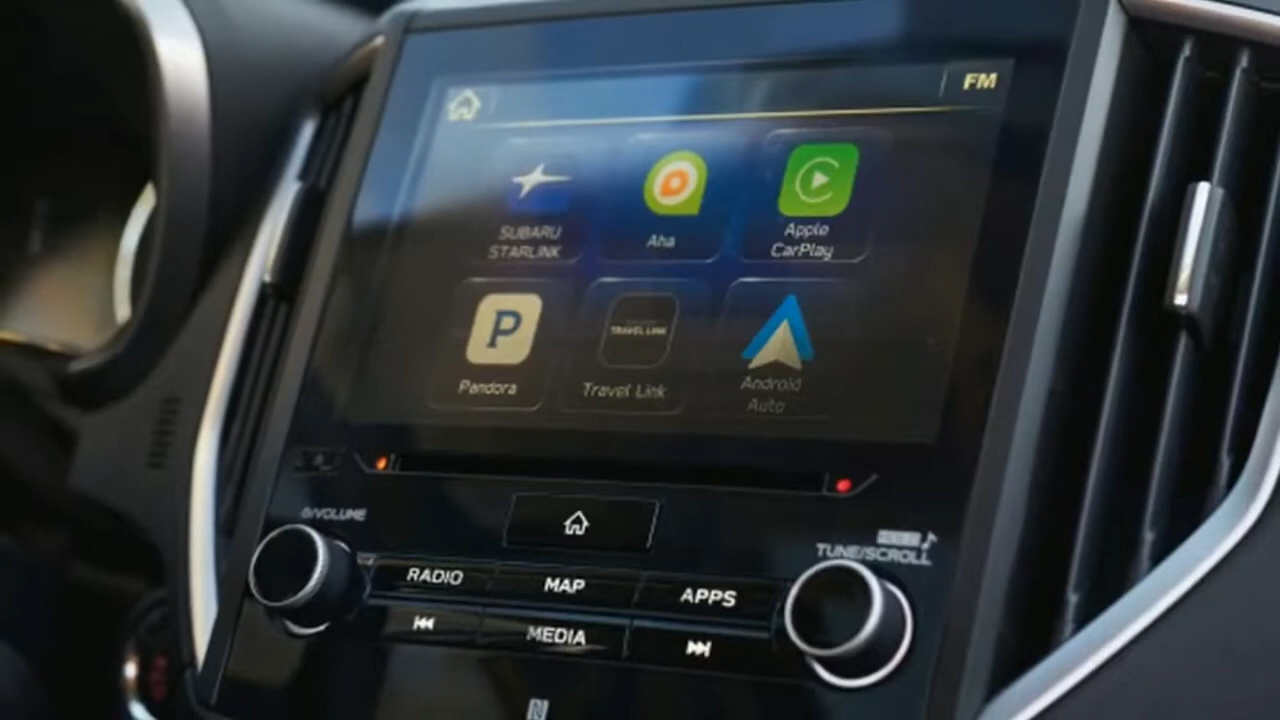 FM
SUBARU
STARLINK
Aha
Apple
CarPlay
P
Pandora
TRAVEL LINK
Travel Link
Android
Auto
VOLUME
TUNE/SCROLL
RADIO
MAP
APPS
MEDIA